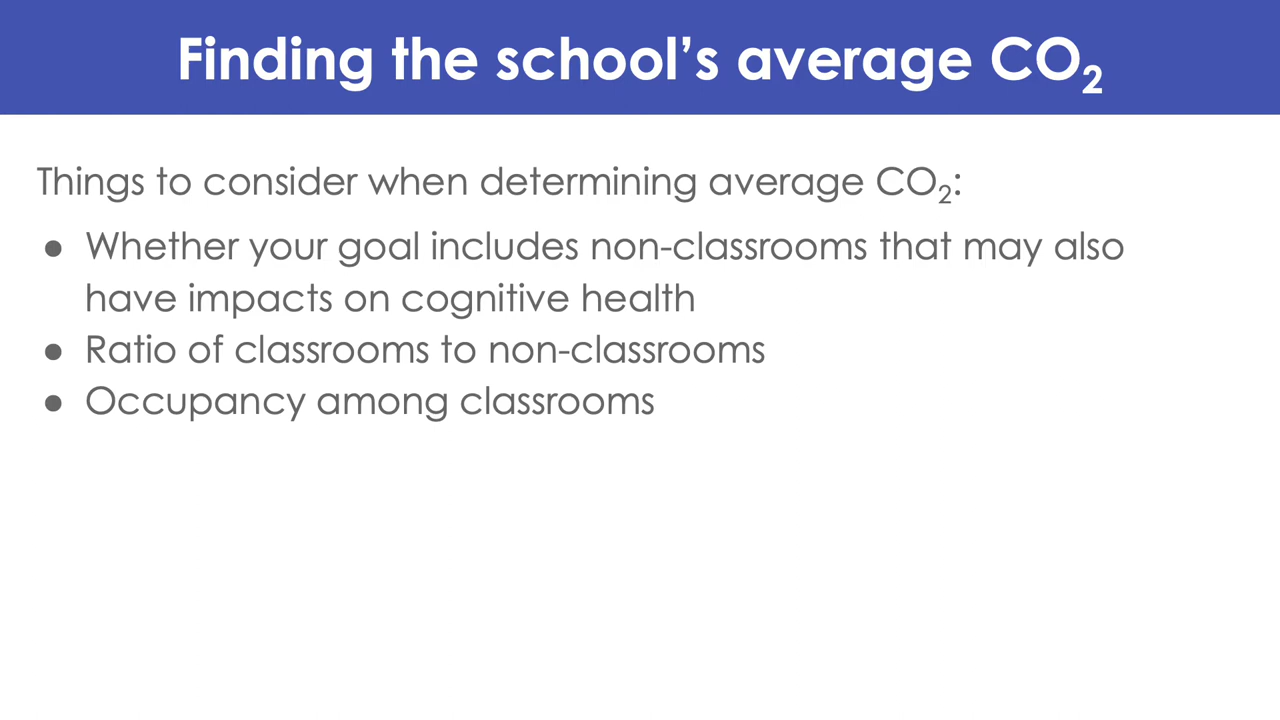 Finding the school’s average CO₂
Things to consider when determining average CO₂:
● Whether your goal includes non-classrooms that may also
have impacts on cognitive health
● Ratio of classrooms to non-classrooms
● Occupancy among classrooms